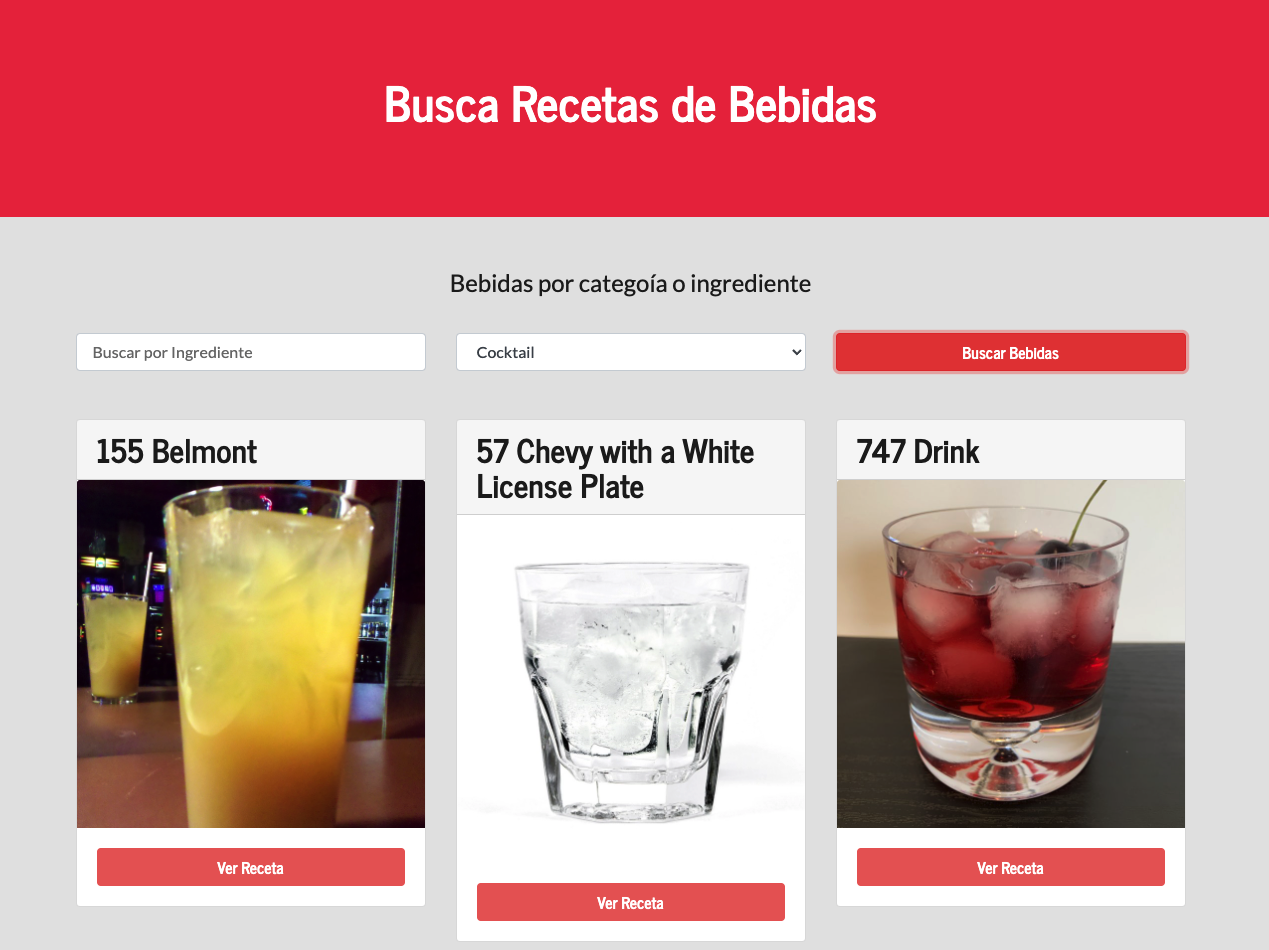 Busca Recetas de Bebidas
Bebidas por categoía o ingrediente
Buscar por Ingrediente
Cocktail
Buscar Bebidas
155 Belmont
57 Chevy with a White
License Plate
747 Drink
Ver Receta
Ver Receta
Ver Receta